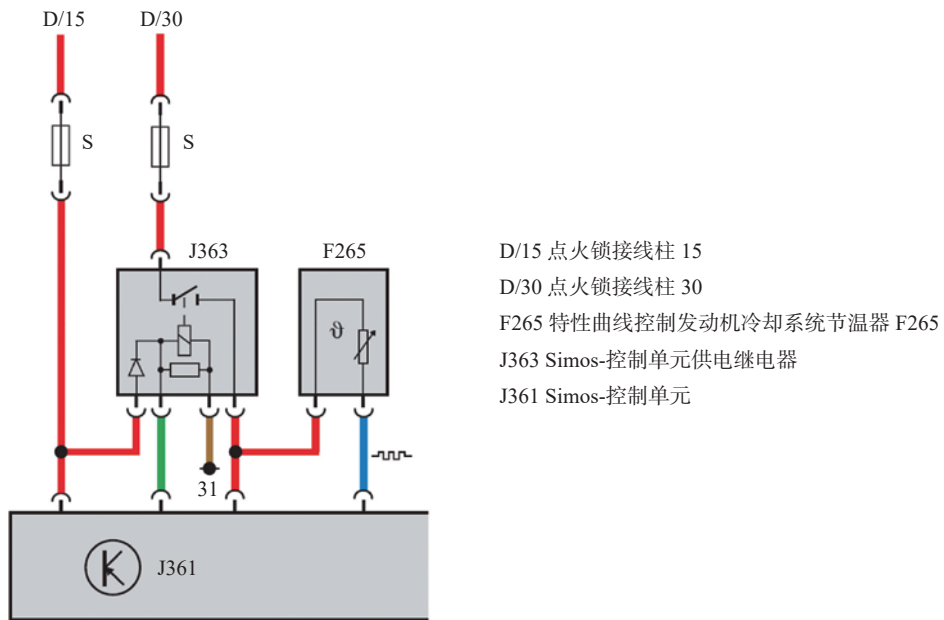 D/15 D/30
S S
J363 F265
ϑ
31
J361
D/15 点火锁接线柱 15
D/30 点火锁接线柱 30
F265 特性曲线控制发动机冷却系统节温器 F265
J363 Simos-控制单元供电继电器
J361 Simos-控制单元